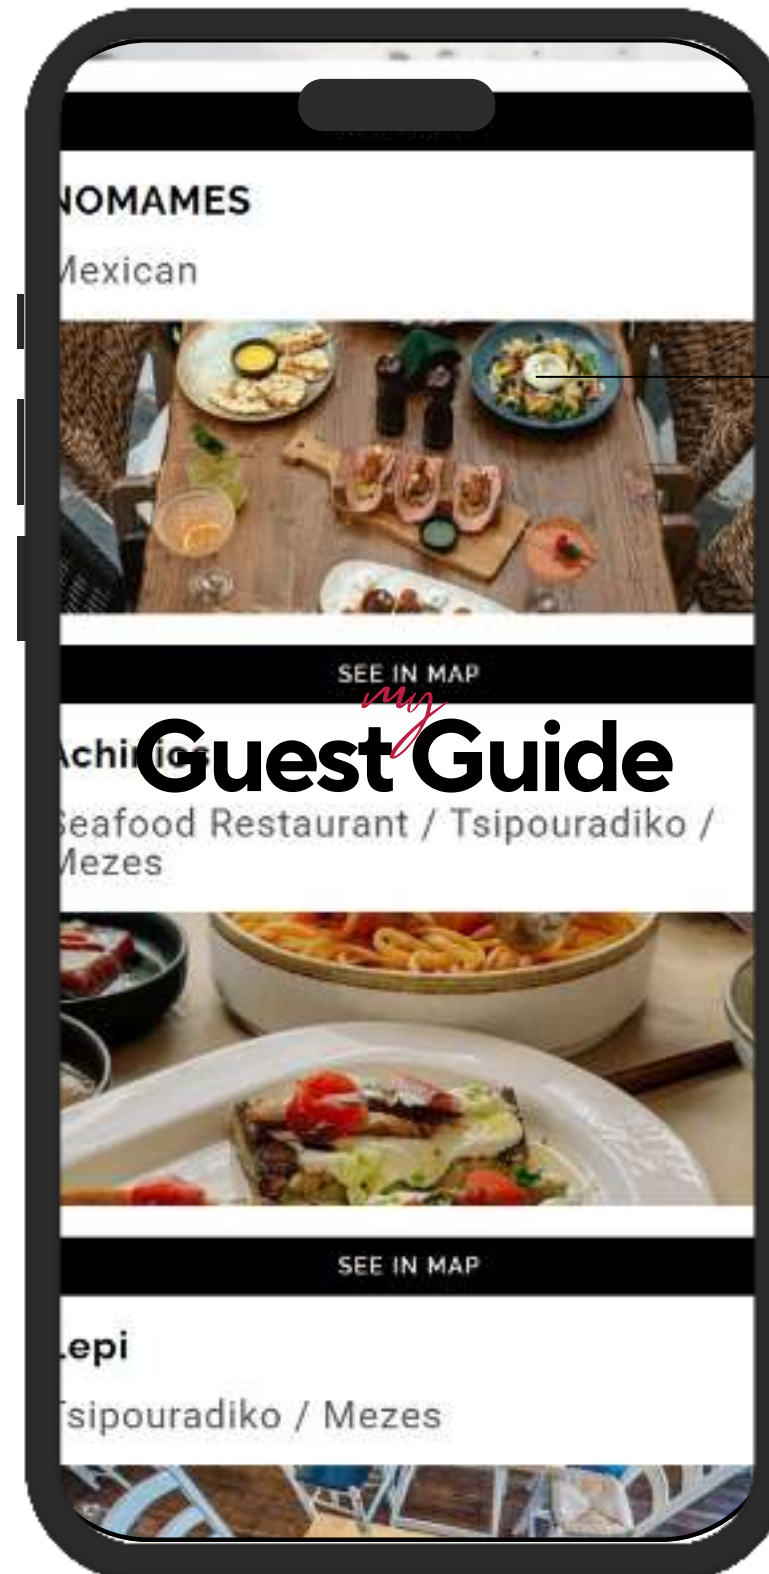 NOMAMES
Mexican
SEE IN MAP
my
Guest Guide
Seafood Restaurant / Tsipouradiko /
Mezes
SEE IN MAP
Lepi
Tsipouradiko / Mezes